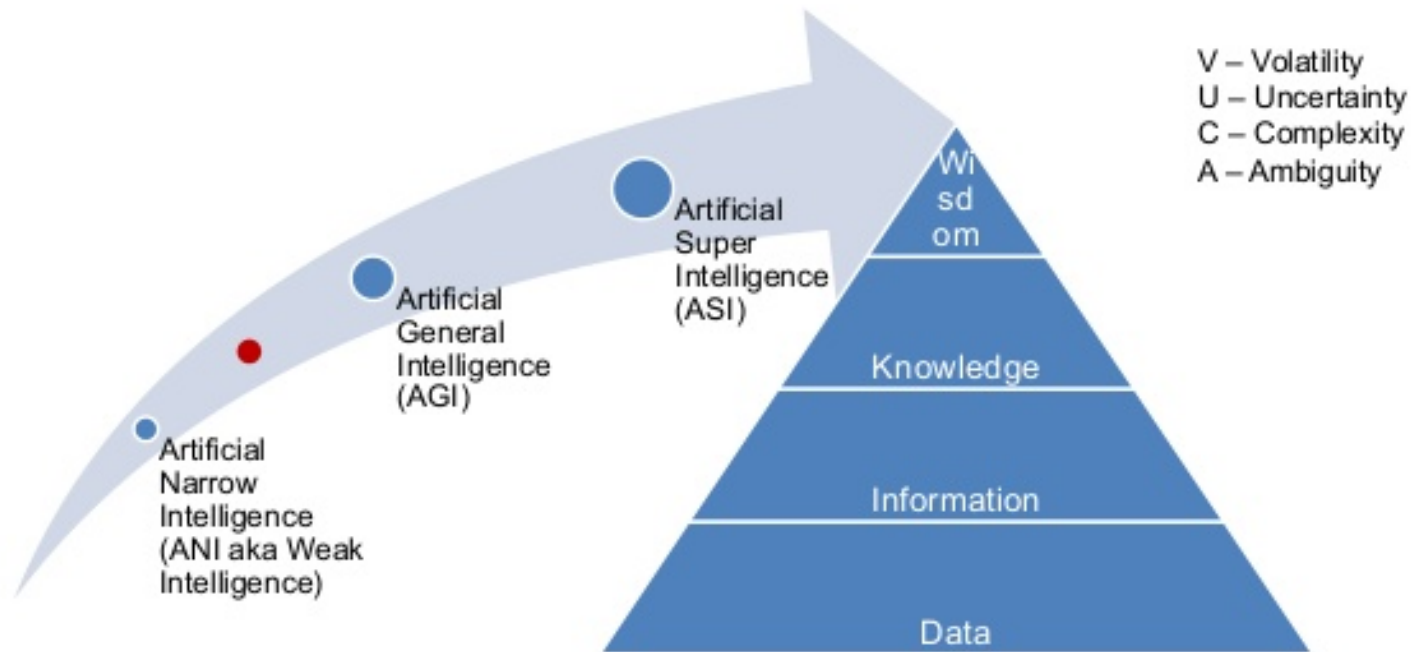 V – Volatility
U – Uncertainty
C – Complexity
A – Ambiguity
Wi
sd
om
Artificial
Super
Intelligence
(ASI)
Artificial
General
Intelligence
(AGI)
Knowledge
Artificial
Narrow
Intelligence
(ANI aka Weak
Intelligence)
Information
Data